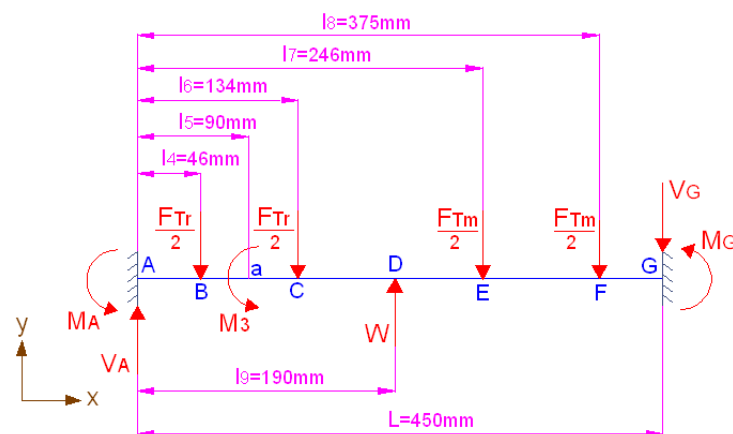 l8=375mm
l7=246mm
l6=134mm
l5=90mm
l4=46mm
FTr
2
FTr
2
FTm
2
FTm
2
VG
A
a
D
G
MG
B
C
E
F
MA
M3
W
VA
y
x
l9=190mm
L=450mm